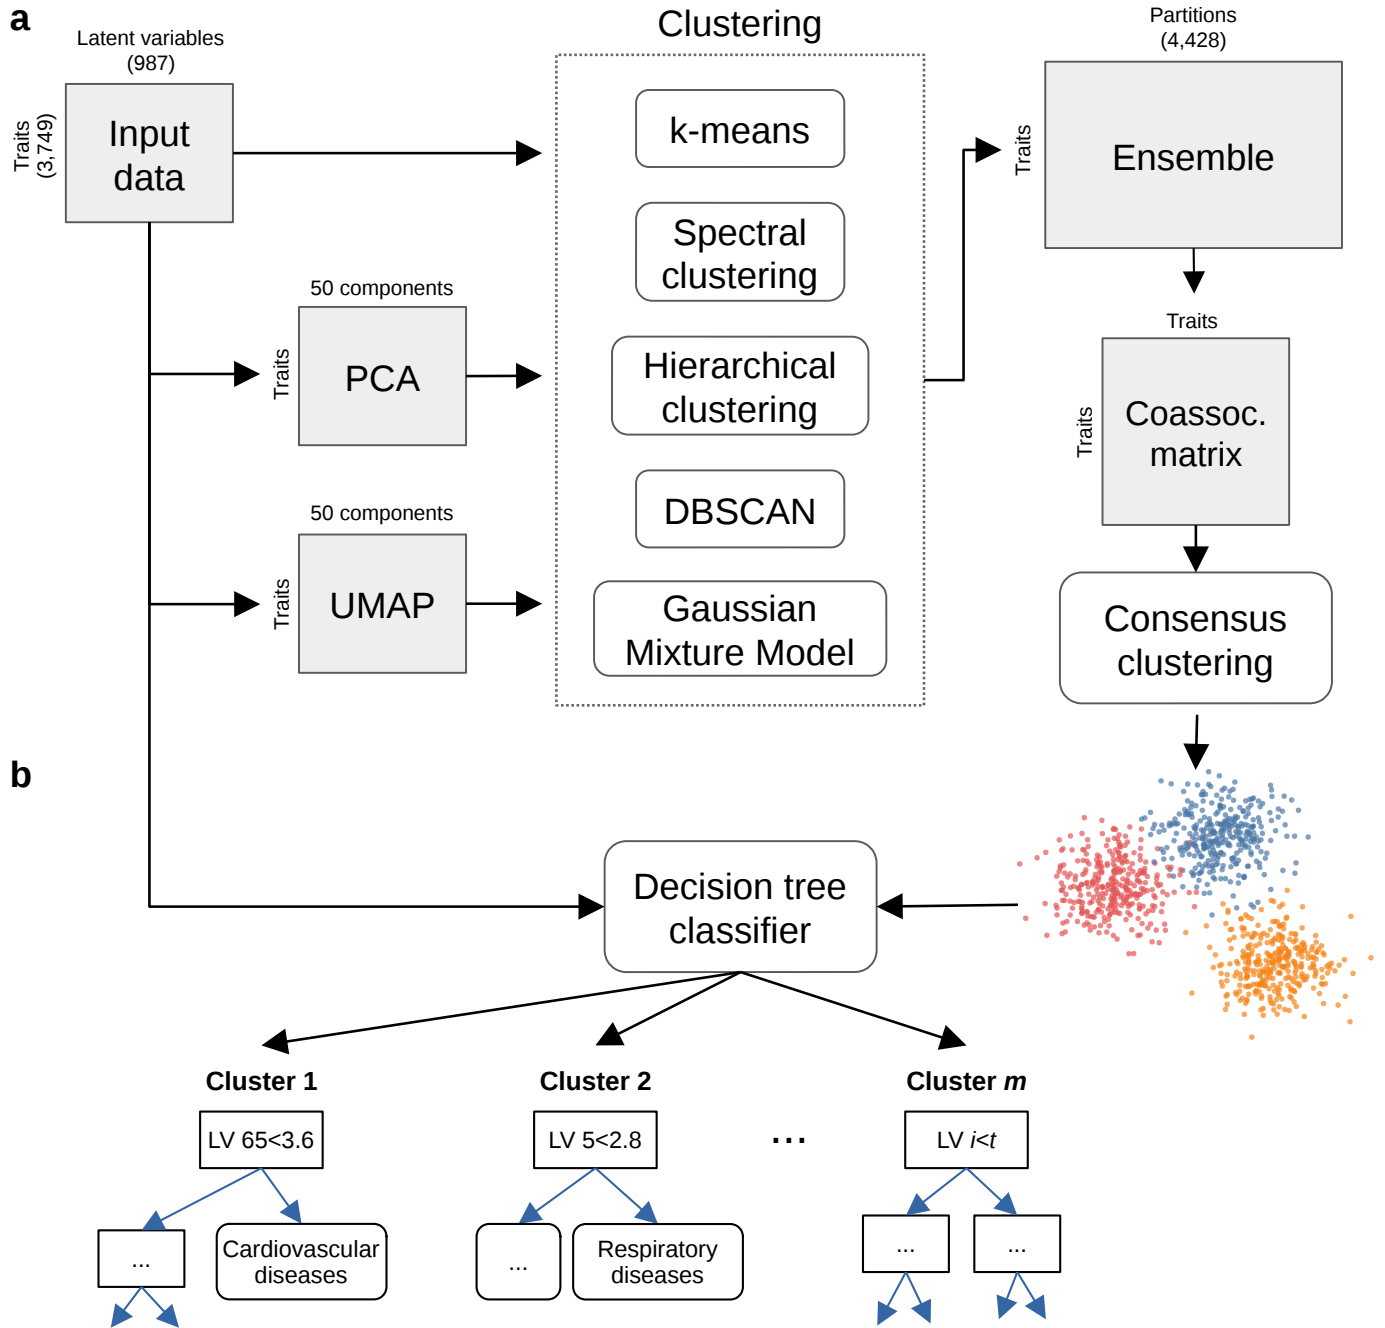 a
Latent variables
(987)
Traits
(3,749)
Input
data
50 components
Traits
PCA
50 components
Traits
UMAP
Clustering
k-means
Spectral
clustering
Hierarchical
clustering
DBSCAN
Gaussian
Mixture Model
Partitions
(4,428)
Traits
Ensemble
Traits
Traits
Coassoc.
matrix
Consensus
clustering
b
Decision tree
classifier
Cluster 1
LV 65<3.6
...
Cardiovascular
diseases
Cluster 2
LV 5<2.8
...
Respiratory
diseases
...
Cluster m
LV i<t
...
...